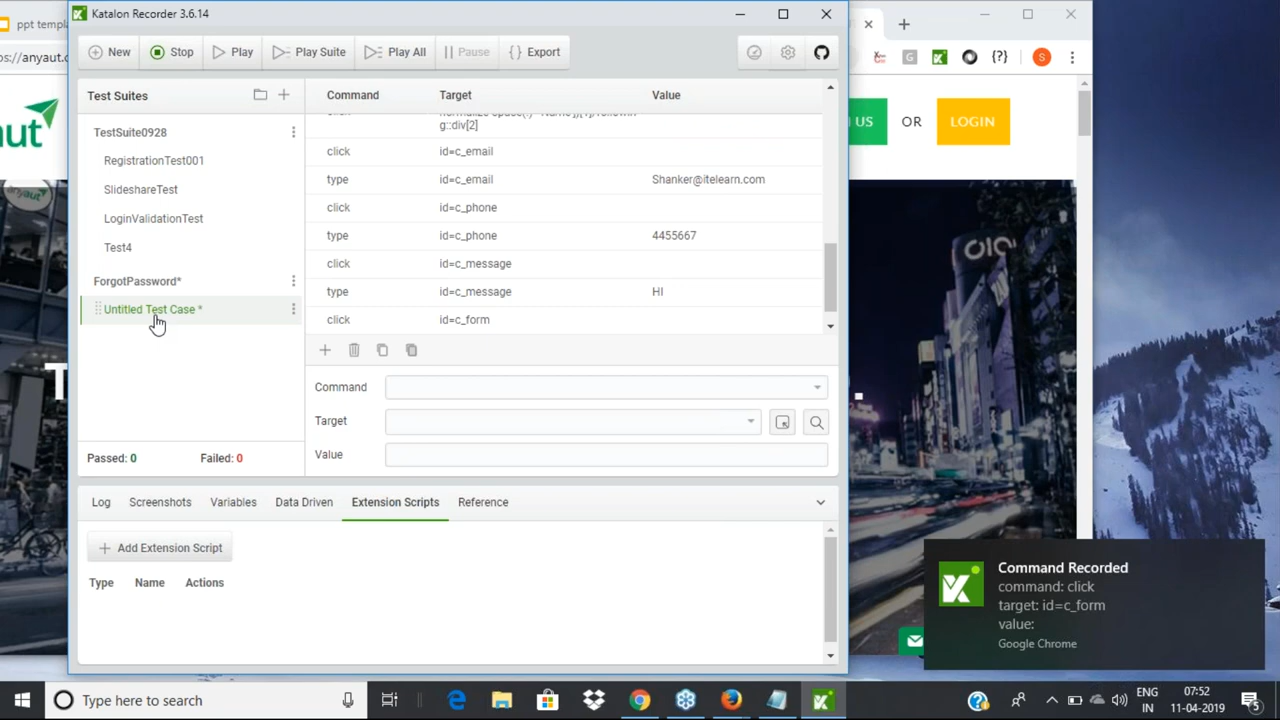 ppt templa
Katalon Recorder 3.6.14
ps://anyaut.c
New
Stop
Play
Play Suite
Play All
Pause
Export
Test Suites
Command
Target
Value
g::div[2]
TestSuite0928
RegistrationTest001
SlideshareTest
LoginValidationTest
Test4
ForgotPassword*
Untitled Test Case *
click id=c_email
type id=c_email Shanker@itelearn.com
click id=c_phone
type id=c_phone 4455667
click id=c_message
type id=c_message HI
click id=c_form
US
OR
LOGIN
Command
Target
Value
Passed: 0
Failed: 0
Log
Screenshots
Variables
Data Driven
Extension Scripts
Reference
Add Extension Script
Type
Name
Actions
Command Recorded
command: click
target: id=c_form
value:
Google Chrome
Type here to search
ENG
IN
07:52
11-04-2019
5